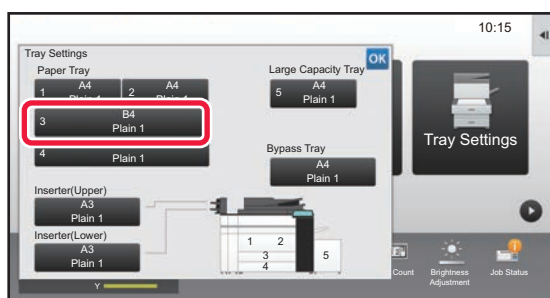 10:15
Tray Settings
OK
Paper Tray
Large Capacity Tray
1 A4
Plain 1
2 A4
Plain 1
5 A4
Plain 1
3 B4
Plain 1
4 Plain 1
Bypass Tray
A4
Plain 1
Tray Settings
Inserter(Upper)
A3
Plain 1
Inserter(Lower)
A3
Plain 1
1 2
3
4
5
Y
Count
Brightness
Adjustment
Job Status